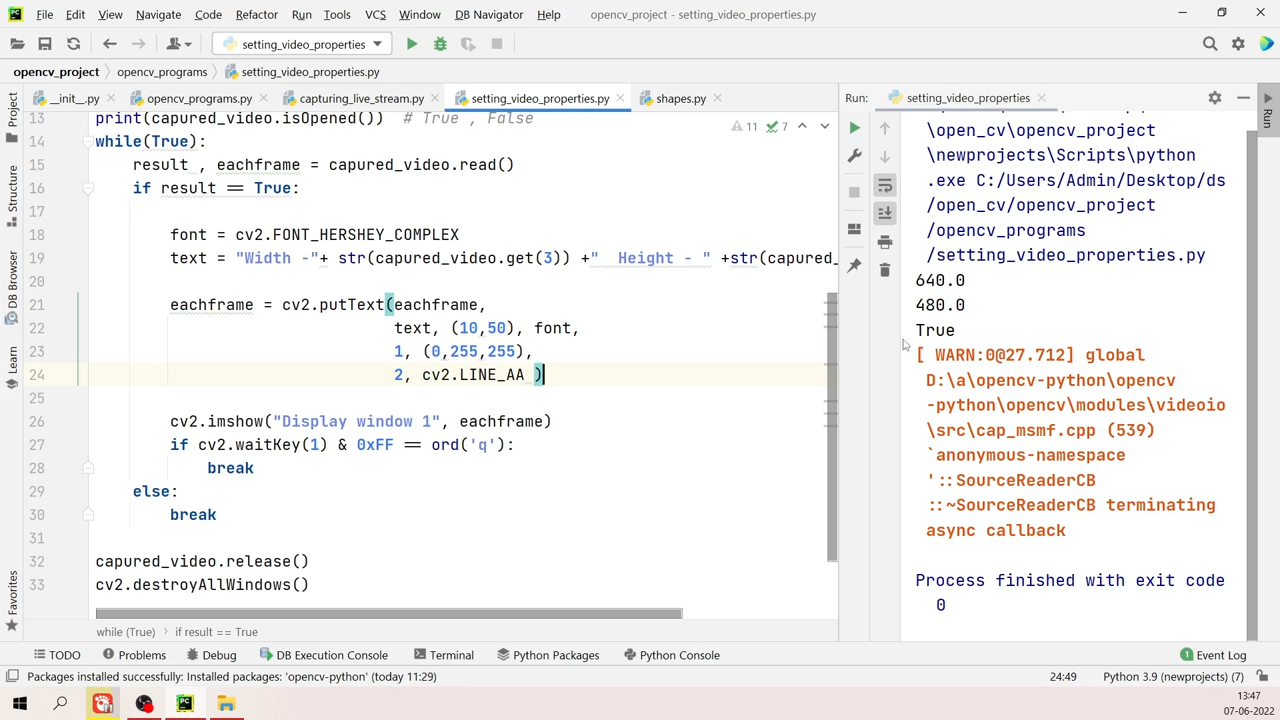 File Edit View Navigate Code Refactor Run Tools VCS Window DB Navigator Help opencv_project - setting_video_properties.py
setting_video_properties
opencv_project opencv_programs setting_video_properties.py
__init__.py opencv_programs.py capturing_live_stream.py setting_video_properties.py shapes.py
Run: setting_video_properties
Project
Structure
DB Browser
Learn
Favorites
Run
11 7
13 print(capured_video.isOpened()) # True , False
14 while(True):
15 result , eachframe = capured_video.read()
16 if result == True:
17
18 font = cv2.FONT_HERSHEY_COMPLEX
19 text = "Width -"+ str(capured_video.get(3)) +" Height - " +str(capured_
20
21 eachframe = cv2.putText(eachframe,
22 text, (10,50), font,
23 1, (0,255,255),
24 2, cv2.LINE_AA )
25
26 cv2.imshow("Display window 1", eachframe)
27 if cv2.waitKey(1) & 0xFF == ord('q'):
28 break
29 else:
30 break
31
32 capured_video.release()
33 cv2.destroyAllWindows()
while (True) if result == True
\open_cv\opencv_project
\newprojects\Scripts\python
.exe C:/Users/Admin/Desktop/ds
/open_cv/opencv_project
/opencv_programs
/setting_video_properties.py
640.0
480.0
True
[ WARN:0@27.712] global
D:\a\opencv-python\opencv
-python\opencv\modules\videoio
\src\cap_msmf.cpp (539)
`anonymous-namespace
'::SourceReaderCB
::~SourceReaderCB terminating
async callback
Process finished with exit code
0
TODO Problems Debug DB Execution Console Terminal Python Packages Python Console 1 Event Log
Packages installed successfully: Installed packages: 'opencv-python' (today 11:29) 24:49 Python 3.9 (newprojects) (7)
13:47
07-06-2022